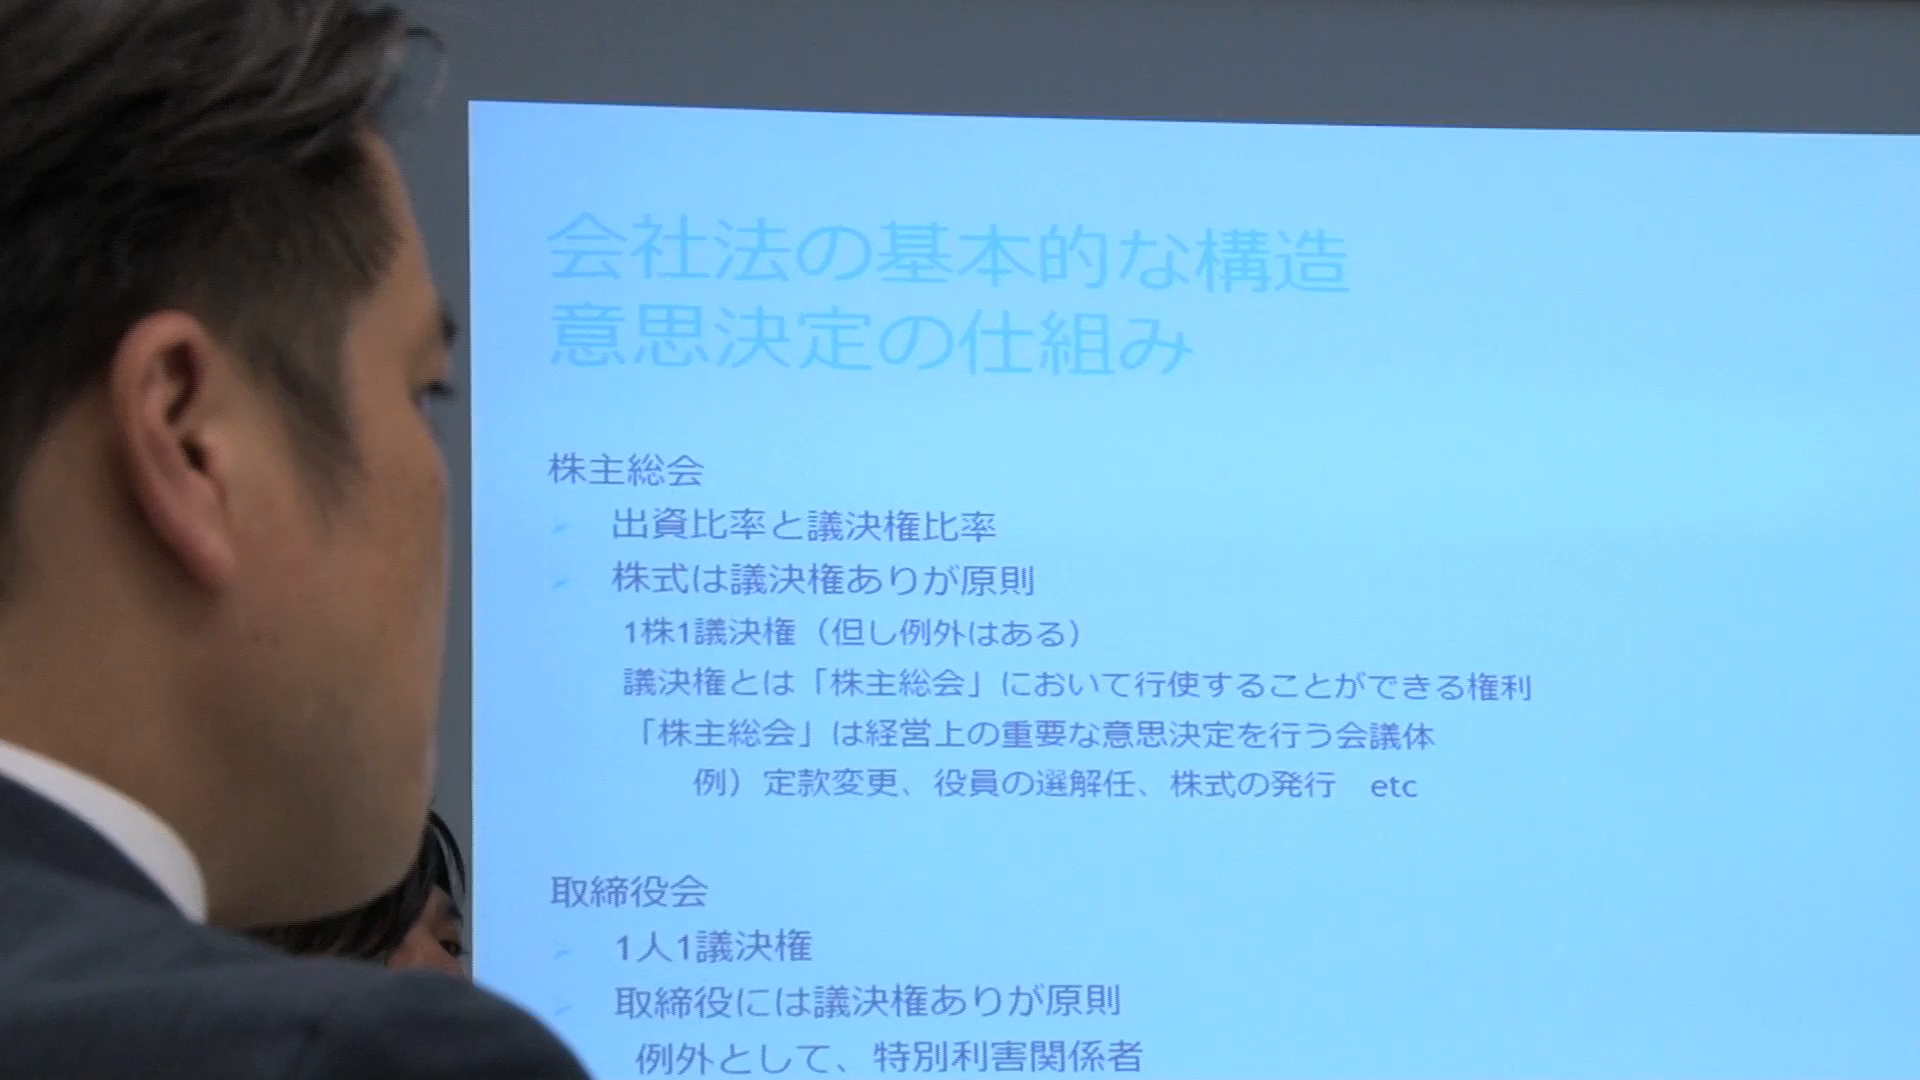 会社法の基本的な構造
意思決定の仕組み
株主総会
➢ 出資比率と議決権比率
➢ 株式は議決権ありが原則
1株1議決権（但し例外はある）
議決権とは「株主総会」において行使することができる権利
「株主総会」は経営上の重要な意思決定を行う会議体
例）定款変更、役員の選解任、株式の発行　etc
取締役会
➢ 1人1議決権
➢ 取締役には議決権ありが原則
例外として、特別利害関係者